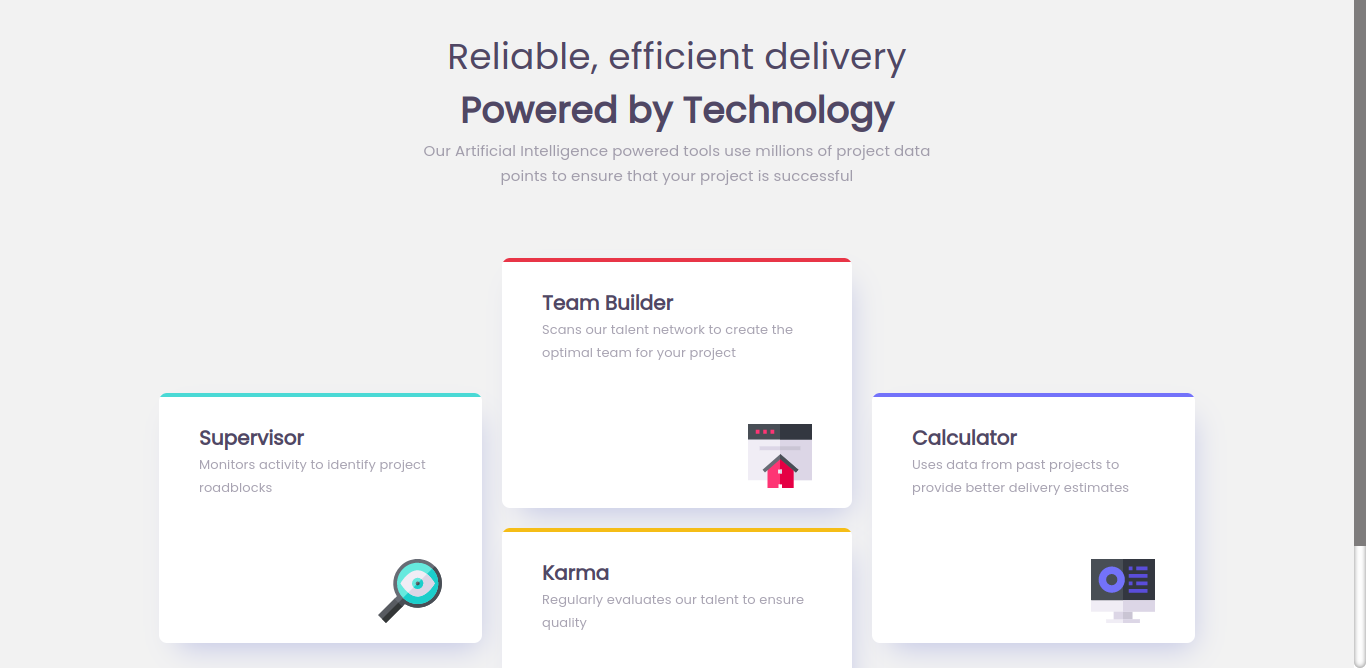 Reliable, efficient delivery
Powered by Technology
Our Artificial Intelligence powered tools use millions of project data
points to ensure that your project is successful
Team Builder
Scans our talent network to create the
optimal team for your project
Supervisor
Monitors activity to identify project
roadblocks
Calculator
Uses data from past projects to
provide better delivery estimates
Karma
Regularly evaluates our talent to ensure
quality